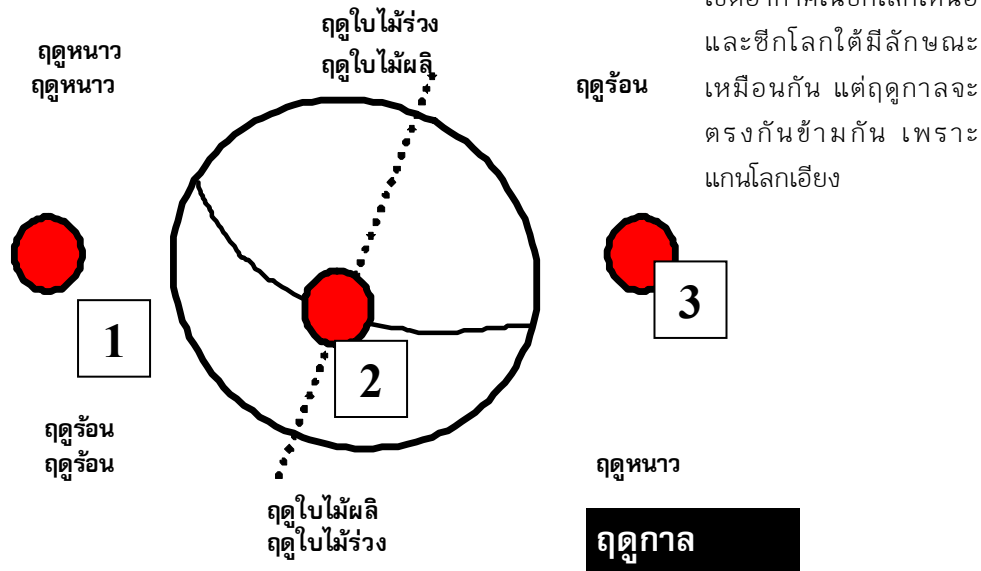 และซีกโลกใต้มีลักษณะ
เหมือนกัน แต่ฤดูกาลจะ
ตรงกันข้ามกัน เพราะ
แกนโลกเอียง
ฤดูหนาว
ฤดูหนาว
ฤดูใบไม้ร่วง
ฤดูใบไม้ผลิ
ฤดูร้อน
1
2
3
ฤดูร้อน
ฤดูร้อน
ฤดูใบไม้ผลิ
ฤดูใบไม้ร่วง
ฤดูหนาว
ฤดูกาล